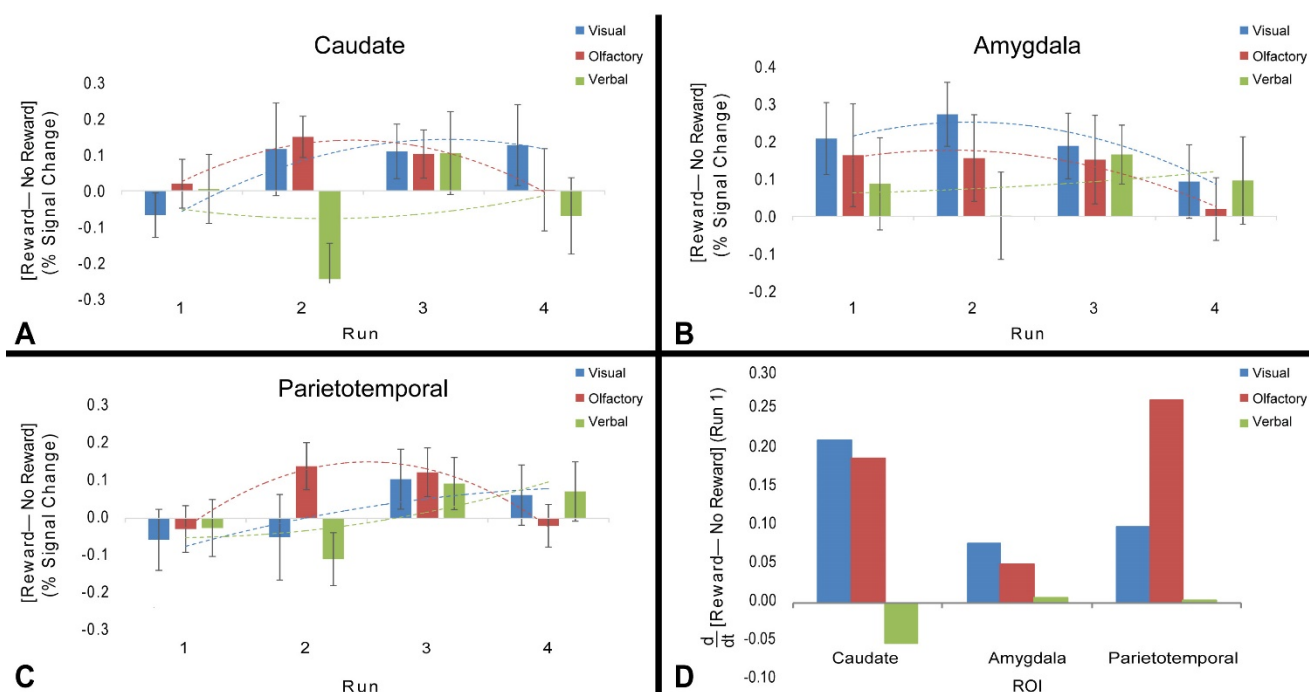 Caudate
Visual
Olfactory
Verbal
[Reward— No Reward]
(% Signal Change)
0.3
0.2
0.1
0.0
-0.1
-0.2
-0.3
1 2 3 4
Run
A
Amygdala
Visual
Olfactory
Verbal
[Reward— No Reward]
(% Signal Change)
0.4
0.3
0.2
0.1
0.0
-0.1
-0.2
1 2 3 4
Run
B
Parietotemporal
Visual
Olfactory
Verbal
[Reward— No Reward]
(% Signal Change)
0.3
0.2
0.1
0.0
-0.1
-0.2
-0.3
1 2 3 4
Run
C
Visual
Olfactory
Verbal
d/dt [Reward— No Reward] (Run 1)
0.30
0.25
0.20
0.15
0.10
0.05
0.00
-0.05
-0.10
Caudate Amygdala Parietotemporal
ROI
D